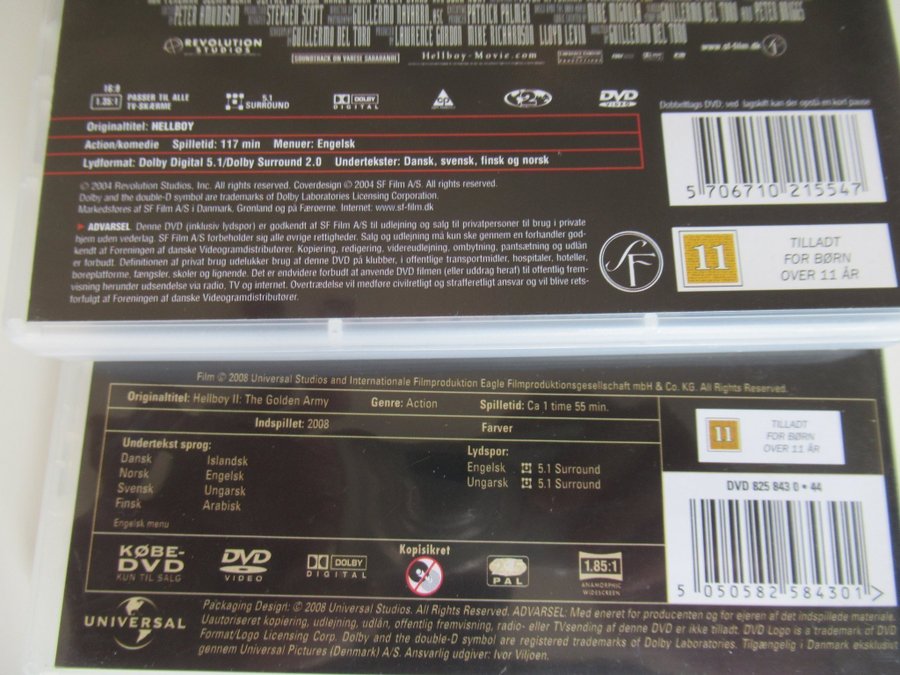 PETER AMUNDSON STEPHEN SCOTT GUILLERMO NAVARRO, ASC PATRICK PALMER MIKE MIGNOLA
GUILLERMO DEL TORO LAWRENCE GORDON MIKE RICHARDSON LLOYD LEVIN GUILLERMO DEL TORO
REVOLUTION STUDIOS
SOUNDTRACK ON VARESE SARABANDE
Hellboy-Movie.com
www.sf-film.dk
16:9
1.85:1
PASSER TIL ALLE TV-SKÆRME
5.1 SURROUND
DOLBY DIGITAL
2
DVD VIDEO
Dobbeltlags DVD: ved lagskift kan der opstå en kort pause
Originaltitel: HELLBOY
Action/komedie Spilletid: 117 min Menuer: Engelsk
Lydformat: Dolby Digital 5.1/Dolby Surround 2.0 Undertekster: Dansk, svensk, finsk og norsk
5 706710 215547
© 2004 Revolution Studios, Inc. All rights reserved. Coverdesign © 2004 SF Film A/S. All rights reserved.
Dolby and the double-D symbol are trademarks of Dolby Laboratories Licensing Corporation.
Markedsføres af SF Film A/S i Danmark, Grønland og på Færøerne. Internet: www.sf-film.dk
ADVARSEL Denne DVD (inklusiv lydspor) er godkendt af SF Film A/S til udlejning og salg til privatpersoner til brug i private
hjem uden vederlag. SF Film A/S forbeholder sig alle øvrige rettigheder. Salg og udlejning må kun ske gennem en forhandler god-
kendt af Foreningen af danske Videogramdistributører. Kopiering, redigering, videreudlejning, ombytning, pantsætning og udlån
er forbudt. Definitionen af privat brug udelukker brug af denne DVD på klubber, i offentlige transportmidler, hospitaler, hoteller,
boreplatforme, fængsler, skoler og lignende. Det er endvidere forbudt at anvende DVD filmen (eller uddrag heraf) til offentlig frem-
visning herunder udsendelse via radio, TV og internet. Overtrædelse vil medføre civilretligt og strafferetligt ansvar og vil blive rets-
forfulgt af Foreningen af danske Videogramdistributører.
SF
11
TILLADT
FOR BØRN
OVER 11 ÅR
Film © 2008 Universal Studios and Internationale Filmproduktion Eagle Filmproduktionsgesellschaft mbH & Co. KG. All Rights Reserved.
Originaltitel: Hellboy II: The Golden Army Genre: Action Spilletid: Ca 1 time 55 min.
Indspillet: 2008 Farver
Undertekst sprog:
Dansk Islandsk
Norsk Engelsk
Svensk Ungarsk
Finsk Arabisk
Engelsk menu
Lydspor:
Engelsk 5.1 Surround
Ungarsk 5.1 Surround
11
TILLADT
FOR BØRN
OVER 11 ÅR
DVD 825 843 0 • 44
5 050582 584301 >
KØBE-
DVD
KUN TIL SALG
DVD VIDEO
DOLBY DIGITAL
Kopisikret
PAL
1.85:1
ANAMORPHIC WIDESCREEN
UNIVERSAL
Packaging Design: © 2008 Universal Studios. All Rights Reserved. ADVARSEL: Med eneret for producenten og for ejeren af det indspillede materiale.
Uautoriseret kopiering, udlejning, udlån, offentlig fremvisning, radio- eller TVsending af denne DVD er ikke tilladt. DVD Logo is a trademark of DVD
Format/Logo Licensing Corp. Dolby and the double-D symbol are registered trademarks of Dolby Laboratories. Tilgængelig i Danmark eksklusivt
gennem Universal Pictures (Denmark) A/S. Ansvarlig udgiver: Ivor Viljoen.